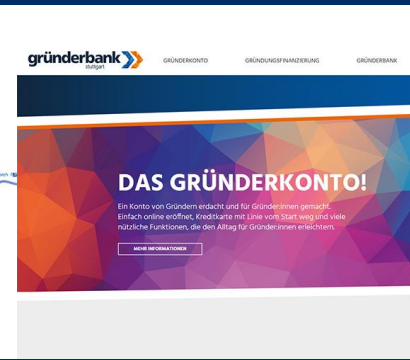 gründerbank
stuttgart
GRÜNDERKONTO
GRÜNDUNGSFINANZIERUNG
GRÜNDERBANK
DAS GRÜNDERKONTO!
Ein Konto von Gründern erdacht und für Gründer:innen gemacht.
Einfach online eröffnet, Kreditkarte mit Linie vom Start weg und viele
nützliche Funktionen, die den Alltag für Gründer:innen erleichtern.
MEHR INFORMATIONEN